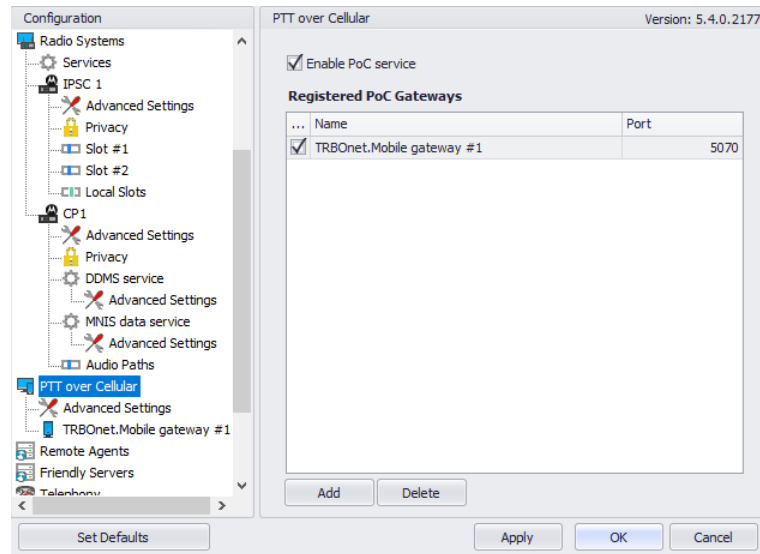 Configuration
Radio Systems
Services
IPSC 1
Advanced Settings
Privacy
Slot #1
Slot #2
Local Slots
CP1
Advanced Settings
Privacy
DDMS service
Advanced Settings
MNIS data service
Advanced Settings
Audio Paths
PTT over Cellular
Advanced Settings
TRBOnet.Mobile gateway #1
Remote Agents
Friendly Servers
Telephony
Set Defaults
PTT over Cellular Version: 5.4.0.2177
Enable PoC service
Registered PoC Gateways
... Name Port
TRBOnet.Mobile gateway #1 5070
Add Delete
Apply OK Cancel